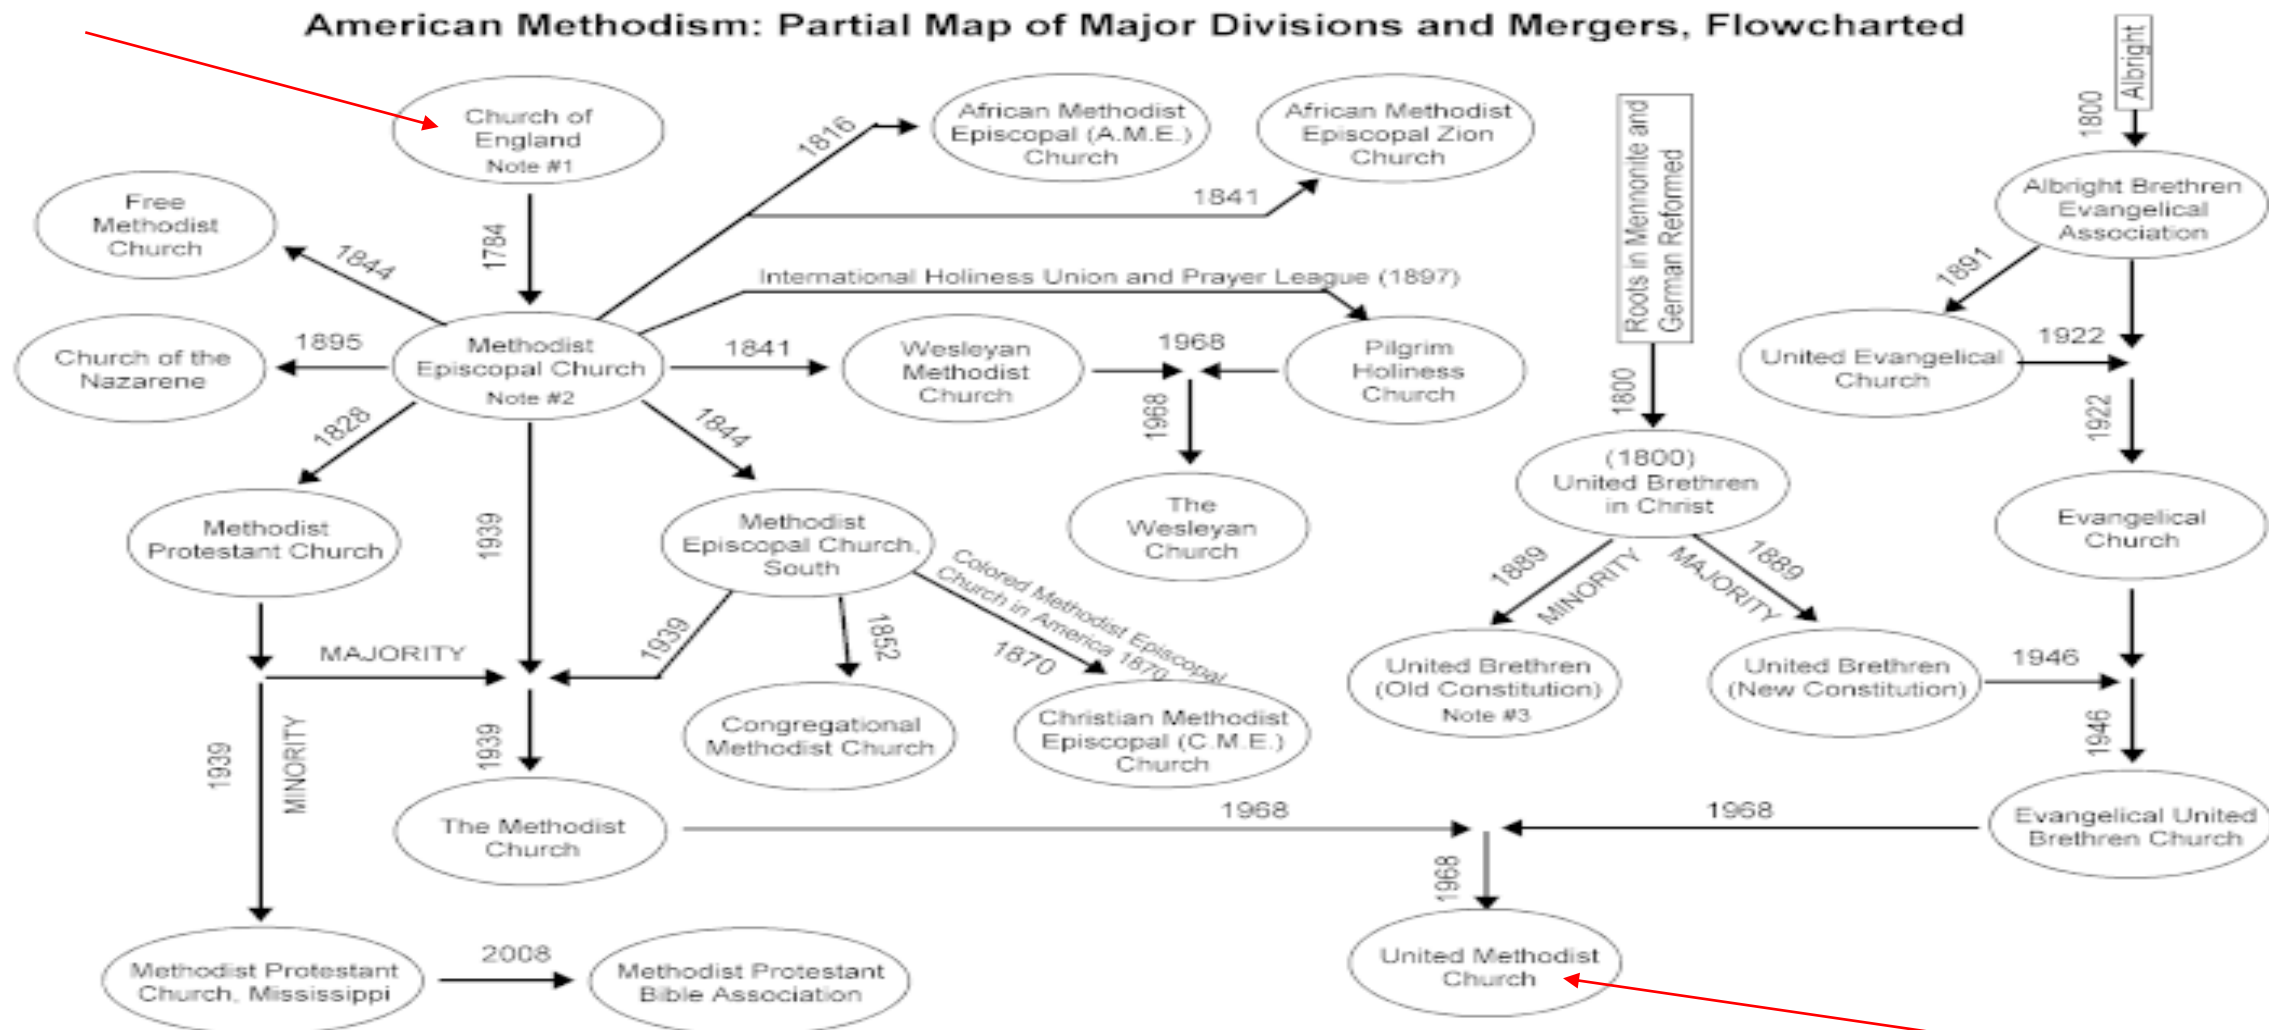 American Methodism: Partial Map of Major Divisions and Mergers, Flowcharted
Church of
England
Note #1
1784
Free
Methodist
Church
1844
Church of the
Nazarene
1895
Methodist
Episcopal Church
Note #2
1816
African Methodist
Episcopal (A.M.E.)
Church
1841
African Methodist
Episcopal Zion
Church
International Holiness Union and Prayer League (1897)
1841
Wesleyan
Methodist
Church
1968
Pilgrim
Holiness
Church
1968
The
Wesleyan
Church
1828
Methodist
Protestant Church
1939
1844
Methodist
Episcopal Church,
South
MAJORITY
1939
1852
Colored Methodist Episcopal
Church in America 1870
1870
Congregational
Methodist Church
Christian Methodist
Episcopal (C.M.E.)
Church
1939
MINORITY
1939
The Methodist
Church
Methodist Protestant
Church, Mississippi
2008
Methodist Protestant
Bible Association
Roots in Mennonite and
German Reformed
1800
(1800)
United Brethren
in Christ
1889
MINORITY
MAJORITY
1889
United Brethren
(Old Constitution)
Note #3
United Brethren
(New Constitution)
1946
Albright
1800
Albright Brethren
Evangelical
Association
1891
United Evangelical
Church
1922
1922
Evangelical
Church
1946
Evangelical United
Brethren Church
1968
1968
1968
United Methodist
Church